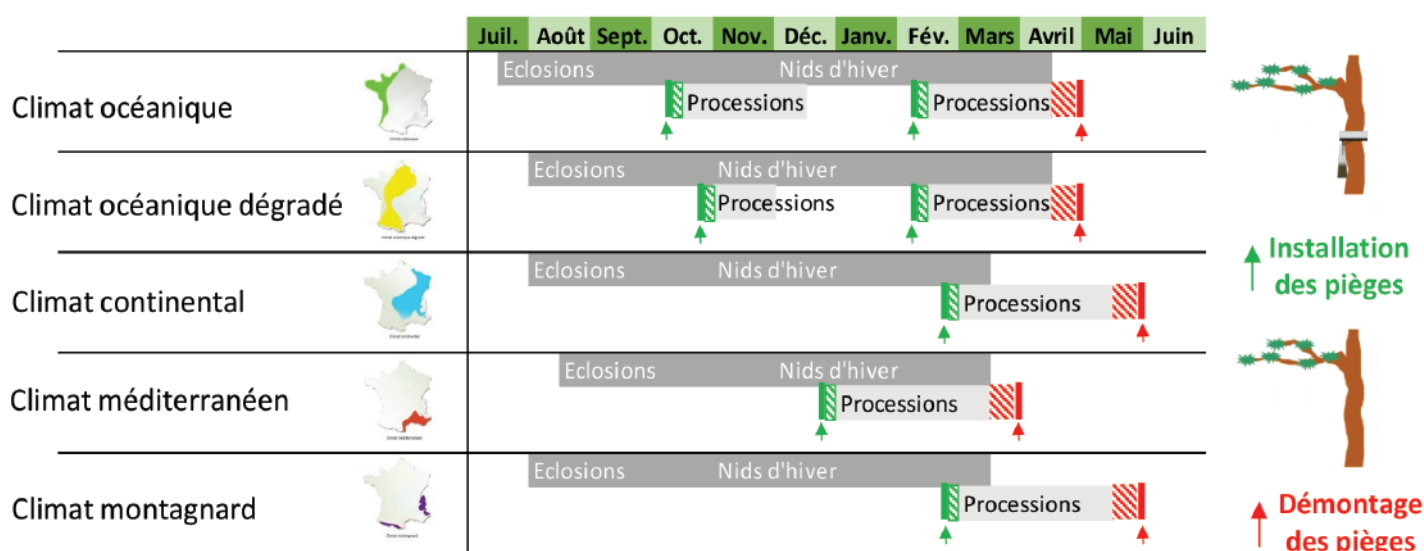 Juil. Août Sept. Oct. Nov. Déc. Janv. Fév. Mars Avril Mai Juin
Eclosions Nids d'hiver
Climat océanique
Processions Processions
Eclosions Nids d'hiver
Climat océanique dégradé
Processions Processions
Installation
des pièges
Eclosions Nids d'hiver
Climat continental
Processions
Eclosions Nids d'hiver
Climat méditerranéen
Processions
Eclosions Nids d'hiver
Climat montagnard
Processions
Démontage
des pièges